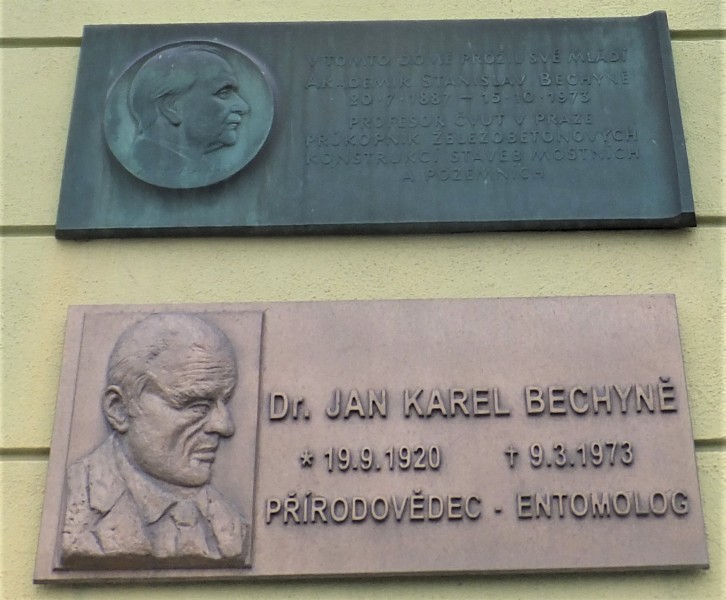 V TOMTO DOMĚ PROŽIL SVÉ MLÁDÍ
AKADEMIK STANISLAV BECHYNĚ
20·7·1887 – 15·10·1973
PROFESOR ČVUT V PRAZE
PRŮKOPNÍK ŽELEZOBETONOVÝCH
KONSTRUKCÍ STAVEB MOSTNÍCH
A POZEMNÍCH
Dr. JAN KAREL BECHYNĚ
* 19.9.1920 † 9.3.1973
PŘÍRODOVĚDEC - ENTOMOLOG